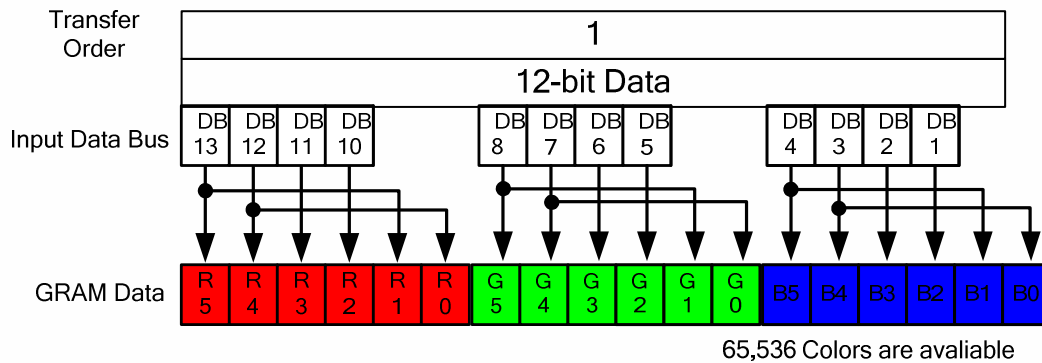 Transfer Order
1
12-bit Data
Input Data Bus
DB 13 DB 12 DB 11 DB 10 DB 8 DB 7 DB 6 DB 5 DB 4 DB 3 DB 2 DB 1
GRAM Data
R 5 R 4 R 3 R 2 R 1 R 0 G 5 G 4 G 3 G 2 G 1 G 0 B5 B4 B3 B2 B1 B0
65,536 Colors are avaliable